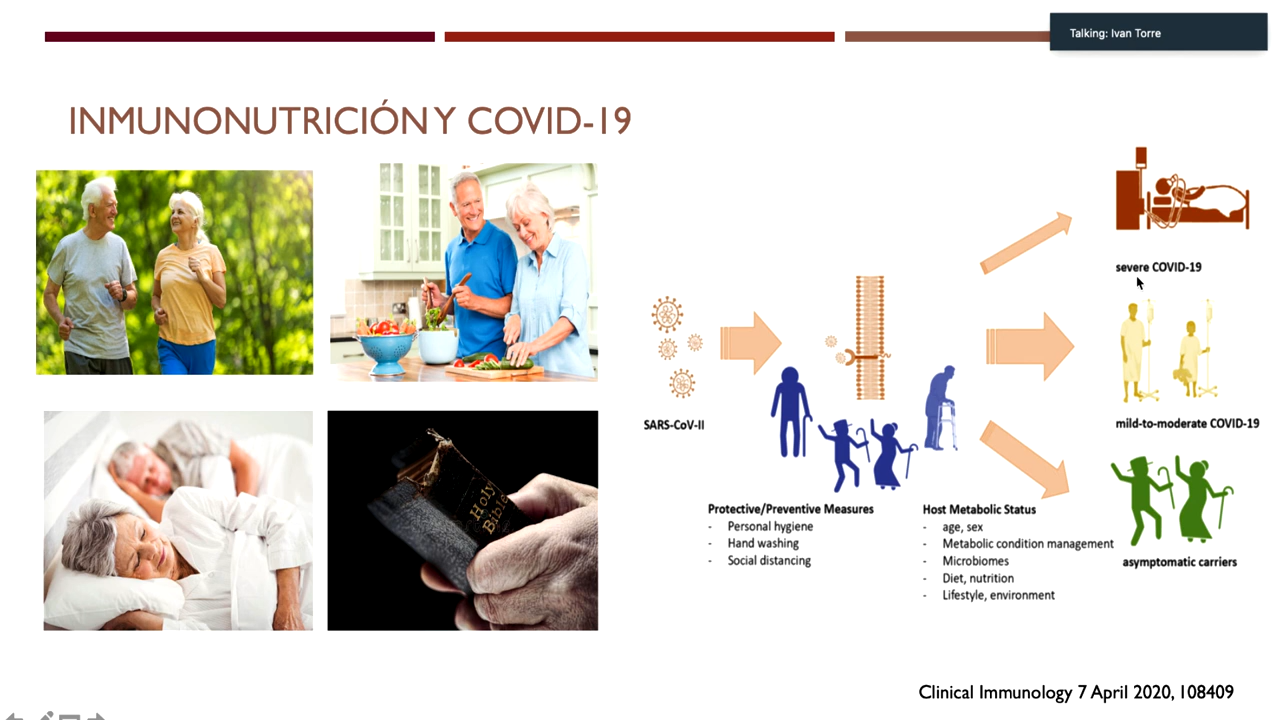 Talking: Ivan Torre
INMUNONUTRICIÓN Y COVID-19
severe COVID-19
SARS-CoV-II
mild-to-moderate COVID-19
Holy
Bible
Protective/Preventive Measures
- Personal hygiene
- Hand washing
- Social distancing
Host Metabolic Status
- age, sex
- Metabolic condition management
- Microbiomes
- Diet, nutrition
- Lifestyle, environment
asymptomatic carriers
Clinical Immunology 7 April 2020, 108409